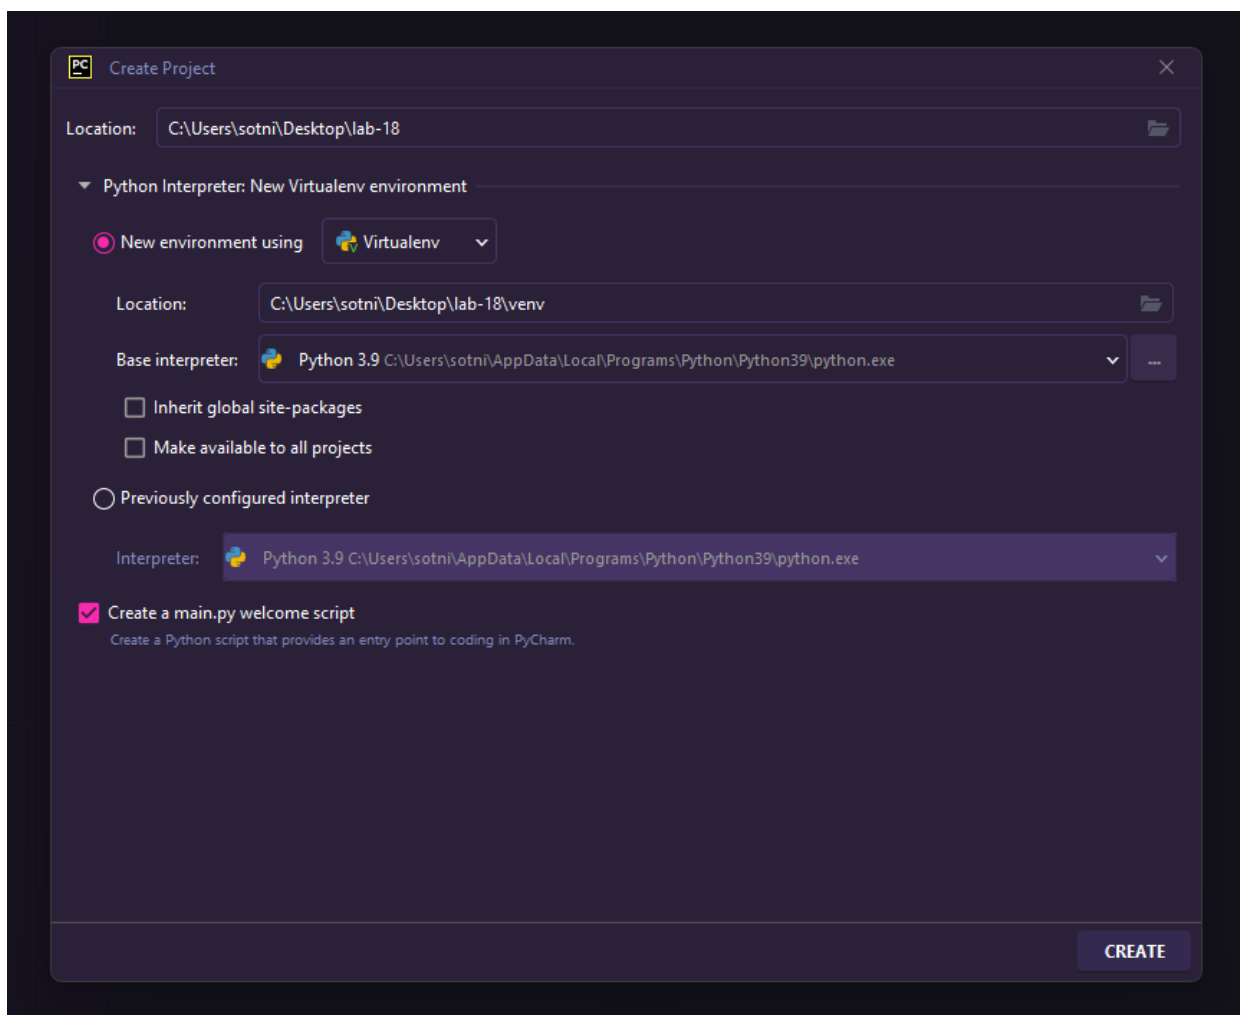 PC Create Project
Location: C:\Users\sotni\Desktop\lab-18
Python Interpreter: New Virtualenv environment
New environment using Virtualenv
Location: C:\Users\sotni\Desktop\lab-18\venv
Base interpreter: Python 3.9 C:\Users\sotni\AppData\Local\Programs\Python\Python39\python.exe ...
Inherit global site-packages
Make available to all projects
Previously configured interpreter
Interpreter: Python 3.9 C:\Users\sotni\AppData\Local\Programs\Python\Python39\python.exe
Create a main.py welcome script
Create a Python script that provides an entry point to coding in PyCharm.
CREATE